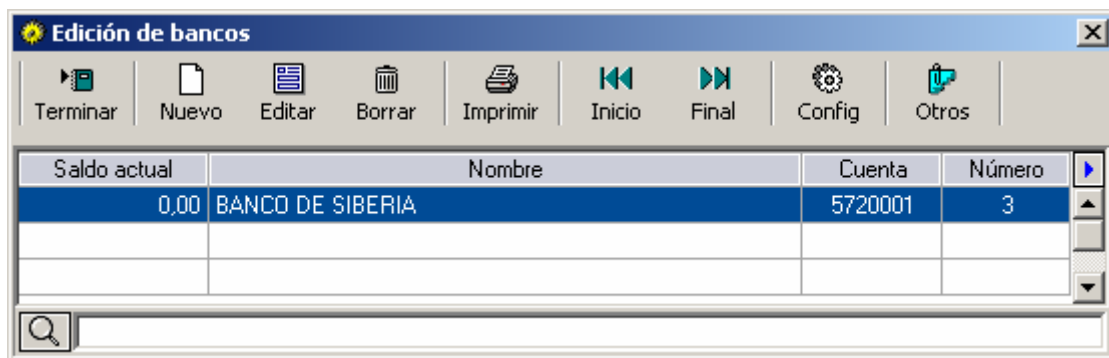 Edición de bancos
Terminar Nuevo Editar Borrar Imprimir Inicio Final Config Otros
Saldo actual Nombre Cuenta Número
0,00 BANCO DE SIBERIA 5720001 3